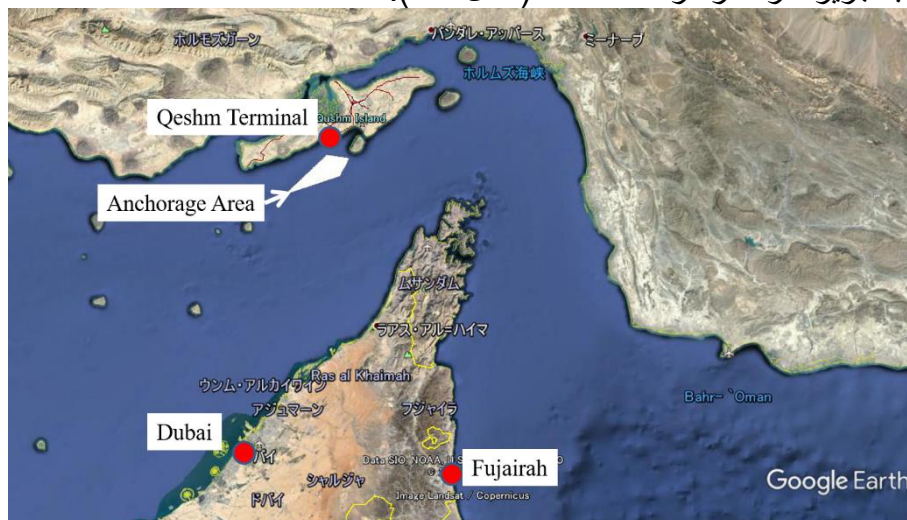 ホルモズガーン
バンダレ・アッバース
ミーナーブ
ホルムズ海峡
Qeshm Terminal
Qushm Island
Anchorage Area
ムサンダム
ラアス・アル=ハイマ
Ras al Khaimah
ウンム・アルカイワイン
アジュマーン
フジャイラ
Bahr- `Oman
Dubai
バイ
Fujairah
シャルジャ
ドバイ
Image Landsat / Copernicus
Google Earth